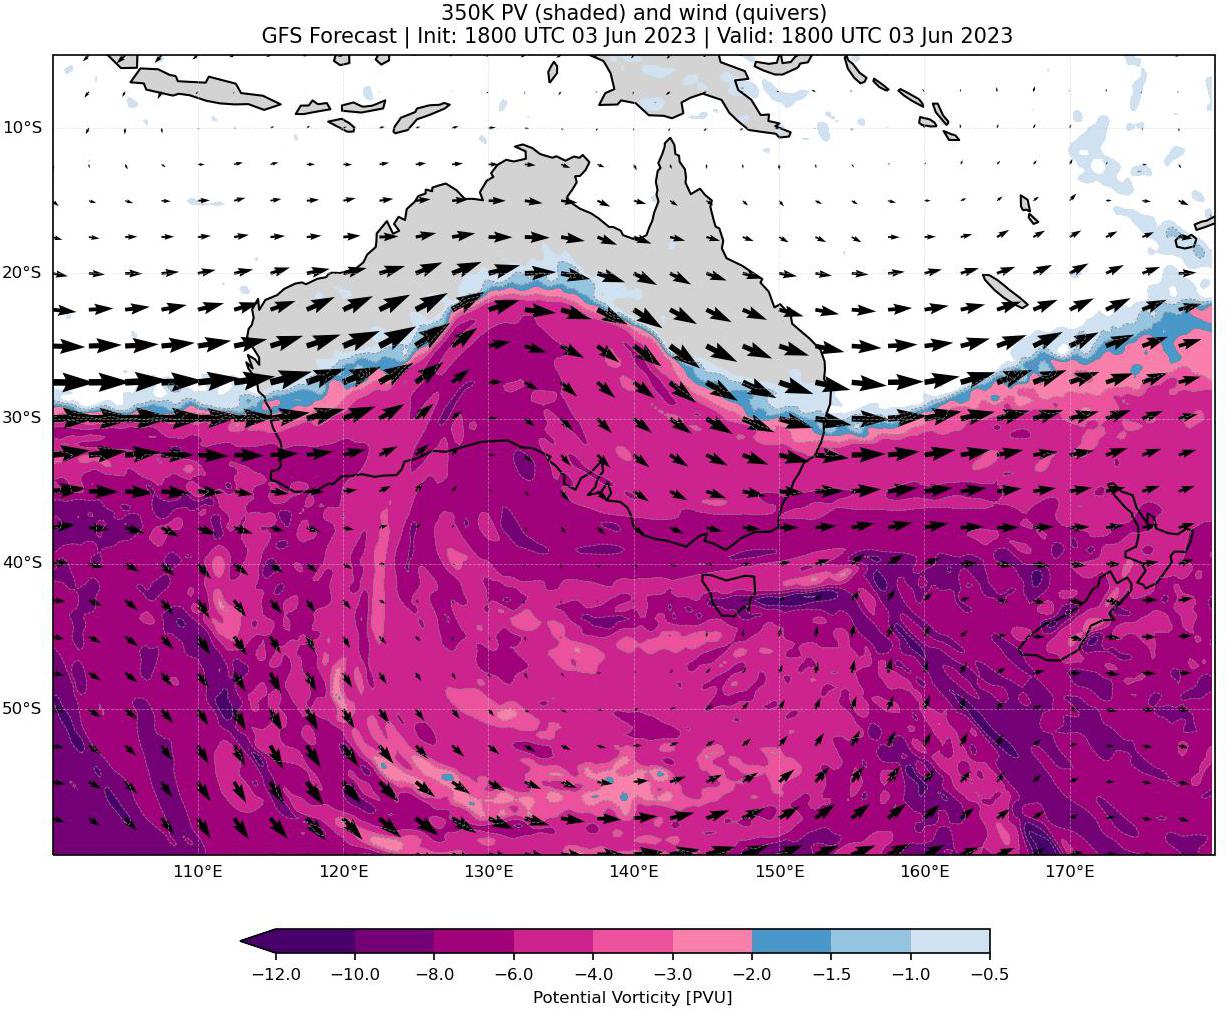 350K PV (shaded) and wind (quivers)
GFS Forecast | Init: 1800 UTC 03 Jun 2023 | Valid: 1800 UTC 03 Jun 2023
10°S
20°S
30°S
40°S
50°S
110°E 120°E 130°E 140°E 150°E 160°E 170°E
−12.0 −10.0 −8.0 −6.0 −4.0 −3.0 −2.0 −1.5 −1.0 −0.5
Potential Vorticity [PVU]